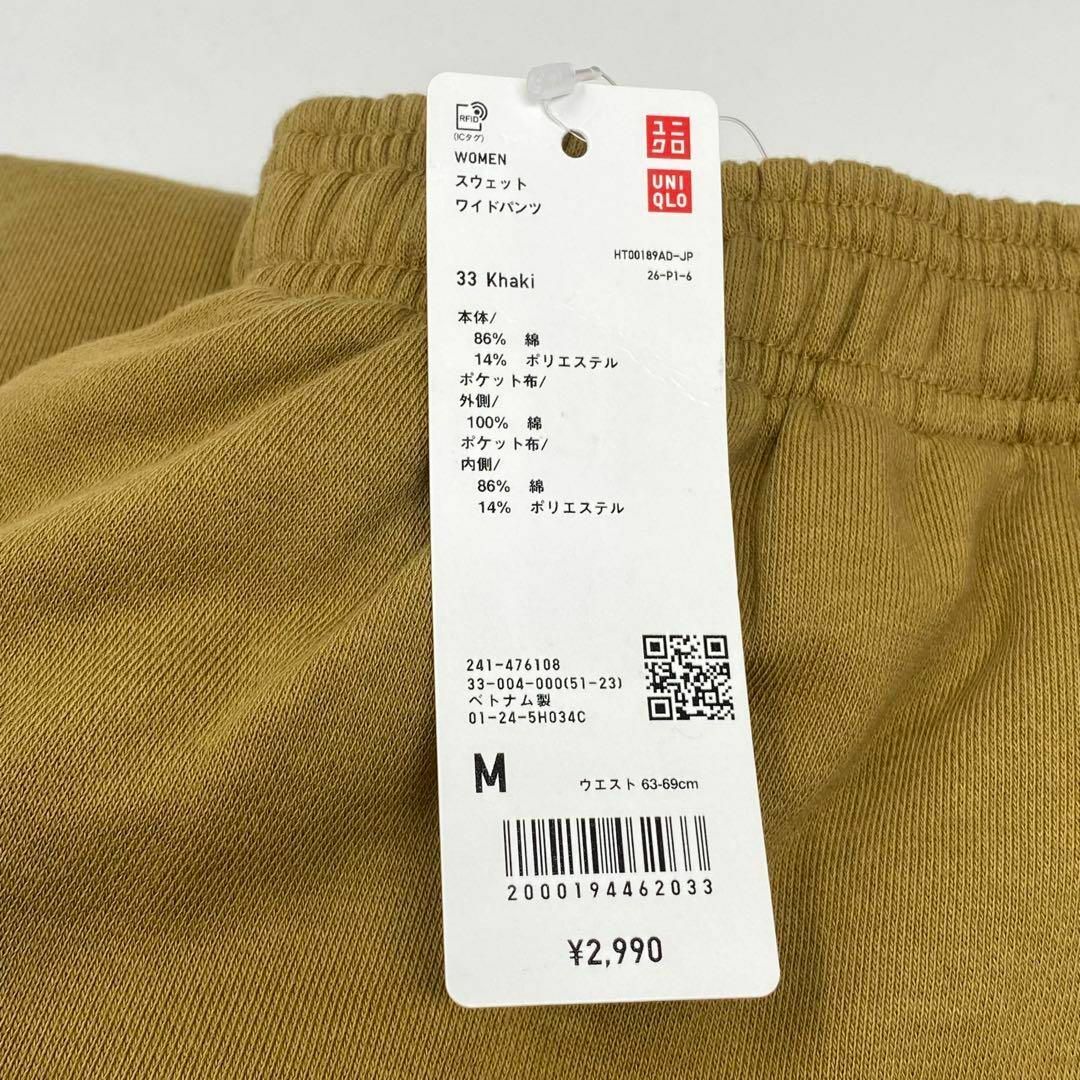 RFID
(ICタグ)
WOMEN
スウェット
ワイドパンツ
ユニ
クロ
UNI
QLO
HT00189AD-JP
26-P1-6
33 Khaki
本体/
86% 綿
14% ポリエステル
ポケット布/
外側/
100% 綿
ポケット布/
内側/
86% 綿
14% ポリエステル
241-476108
33-004-000(51-23)
ベトナム製
01-24-5H034C
M ウエスト 63-69cm
2000194462033
¥2,990